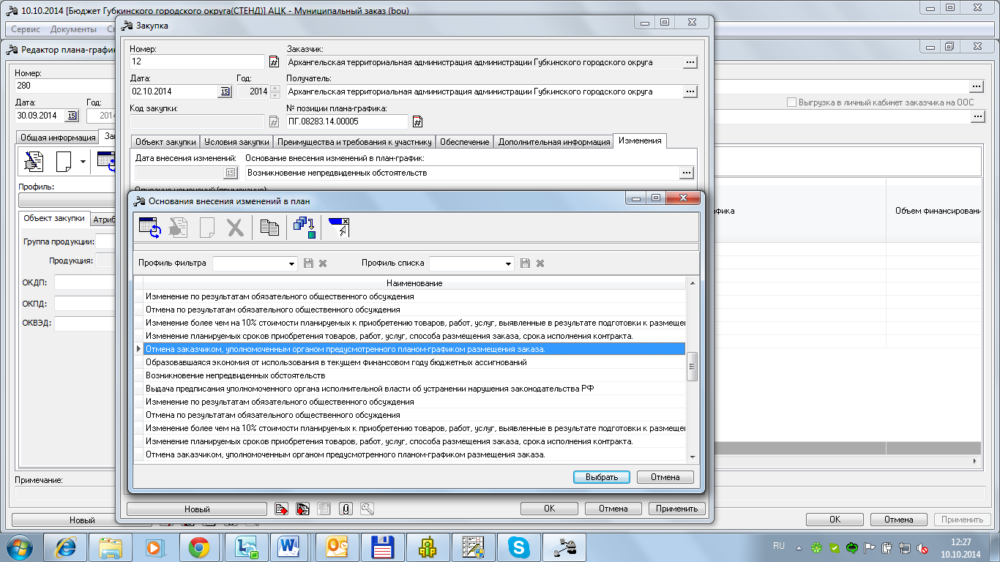 10.10.2014 [Бюджет Губкинского городского округа(СТЕНД)] АЦК - Муниципальный заказ (bou)
Сервис Документы
Редактор плана-график
Номер:
280
Дата: Год:
30.09.2014 15 2014
Общая информация
Профиль:
Объект закупки Атриб
Группа продукции:
Продукция:
ОКДП:
ОКПД:
ОКВЭД:
Примечание:
Новый
Закупка
Номер: Заказчик:
12 # Архангельская территориальная администрация администрации Губкинского городского округа ...
Дата: Год: Получатель:
02.10.2014 15 2014 Архангельская территориальная администрация администрации Губкинского городского округа ...
Код закупки: № позиции плана-графика:
# ПГ.08283.14.00005 #
Объект закупки Условия закупки Преимущества и требования к участнику Обеспечение Дополнительная информация Изменения
Дата внесения изменений: Основание внесения изменений в план-график:
15 Возникновение непредвиденных обстоятельств ...
Основания внесения изменений в план
Профиль фильтра Профиль списка
Наименование
Изменение по результатам обязательного общественного обсуждения
Отмена по результатам обязательного общественного обсуждения
Изменение более чем на 10% стоимости планируемых к приобретению товаров, работ, услуг, выявленные в результате подготовки к размещен
Изменение планируемых сроков приобретения товаров, работ, услуг, способа размещения заказа, срока исполнения контракта.
Отмена заказчиком, уполномоченным органом предусмотренного планом-графиком размещения заказа.
Образовавшаяся экономия от использования в текущем финансовом году бюджетных ассигнований
Возникновение непредвиденных обстоятельств
Выдача предписания уполномоченного органа исполнительной власти об устранении нарушения законодательства РФ
Изменение по результатам обязательного общественного обсуждения
Отмена по результатам обязательного общественного обсуждения
Изменение более чем на 10% стоимости планируемых к приобретению товаров, работ, услуг, выявленные в результате подготовки к размещен
Изменение планируемых сроков приобретения товаров, работ, услуг, способа размещения заказа, срока исполнения контракта.
Отмена заказчиком, уполномоченным органом предусмотренного планом-графиком размещения заказа.
Выбрать Отмена
Новый OK Отмена Применить
...
Выгрузка в личный кабинет заказчика на ООС
...
фика Объем финансировани
OK Отмена Применить
RU 12:27
10.10.2014